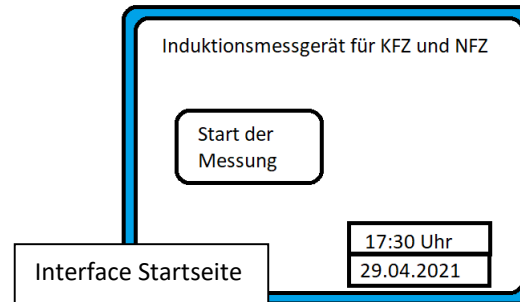 Induktionsmessgerät für KFZ und NFZ
Start der
Messung
17:30 Uhr
29.04.2021
Interface Startseite